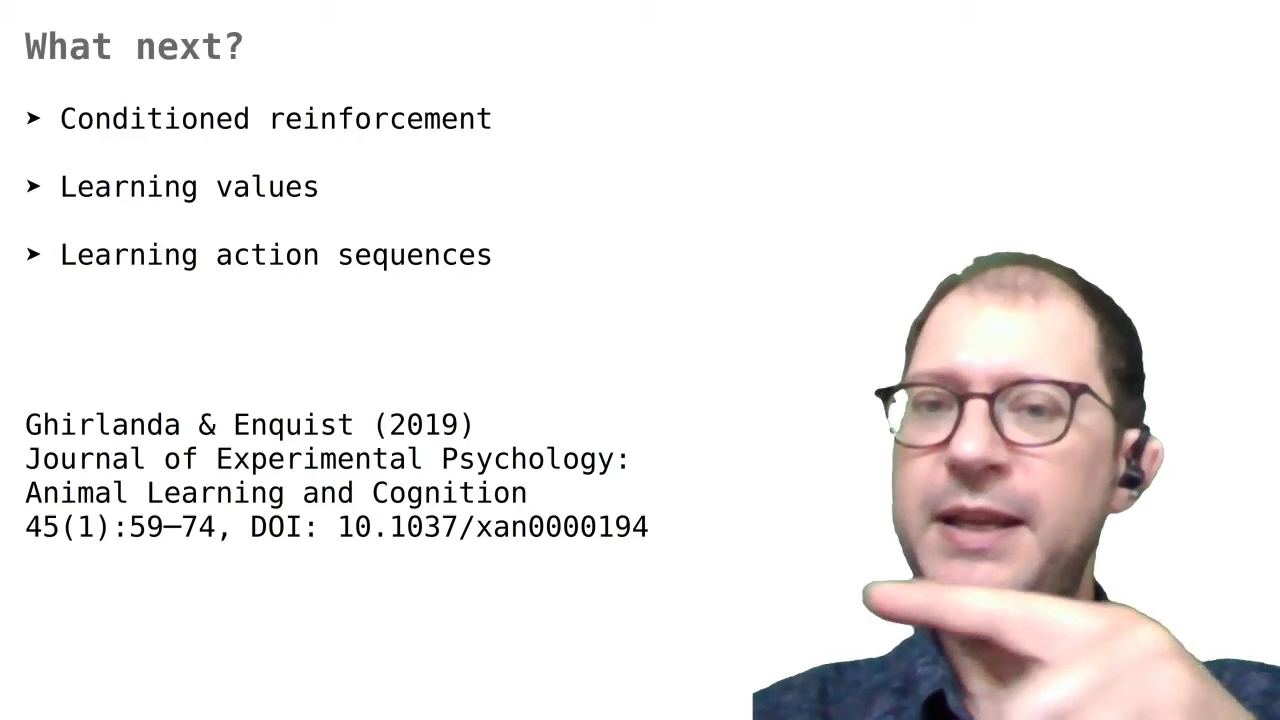 What next?
➤ Conditioned reinforcement
➤ Learning values
➤ Learning action sequences
Ghirlanda & Enquist (2019)
Journal of Experimental Psychology:
Animal Learning and Cognition
45(1):59–74, DOI: 10.1037/xan0000194